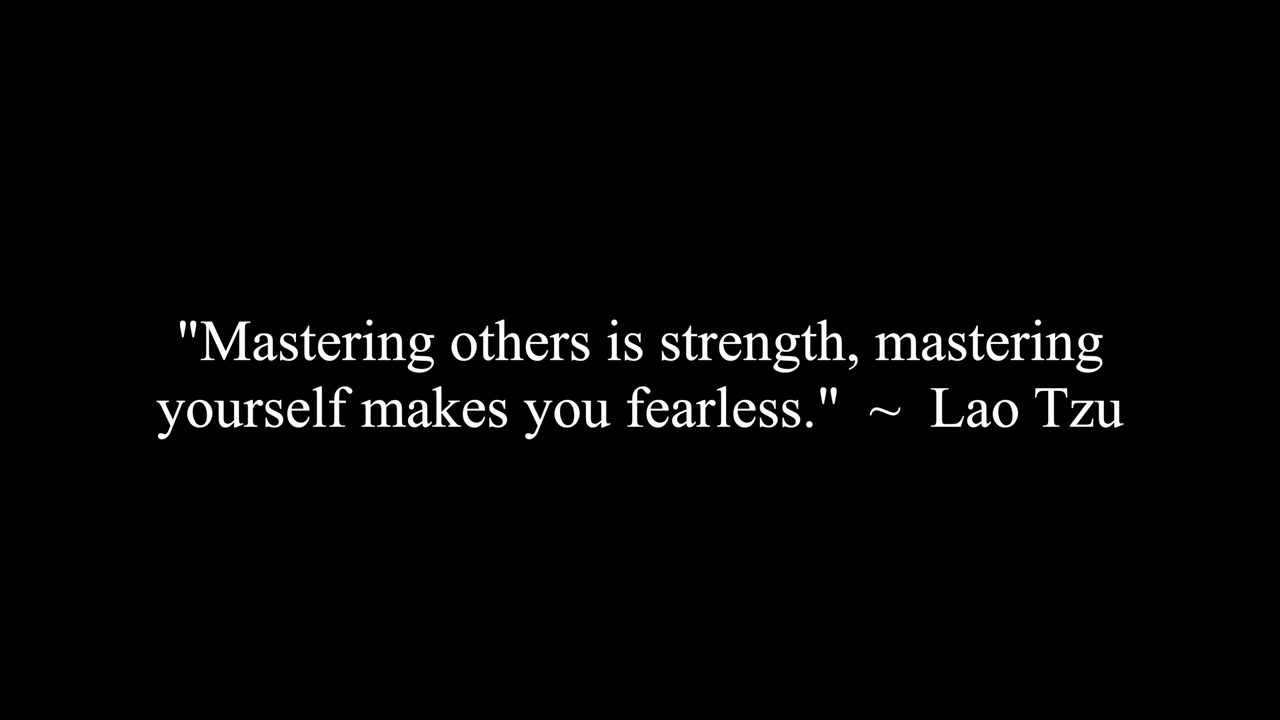 "Mastering others is strength, mastering
yourself makes you fearless."  ~  Lao Tzu